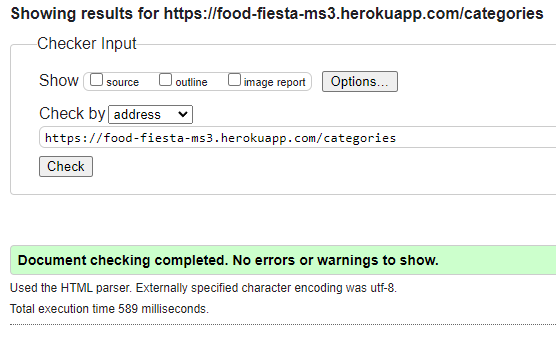 Showing results for https://food-fiesta-ms3.herokuapp.com/categories
Checker Input
Show source outline image report Options...
Check by address
https://food-fiesta-ms3.herokuapp.com/categories
Check
Document checking completed. No errors or warnings to show.
Used the HTML parser. Externally specified character encoding was utf-8.
Total execution time 589 milliseconds.